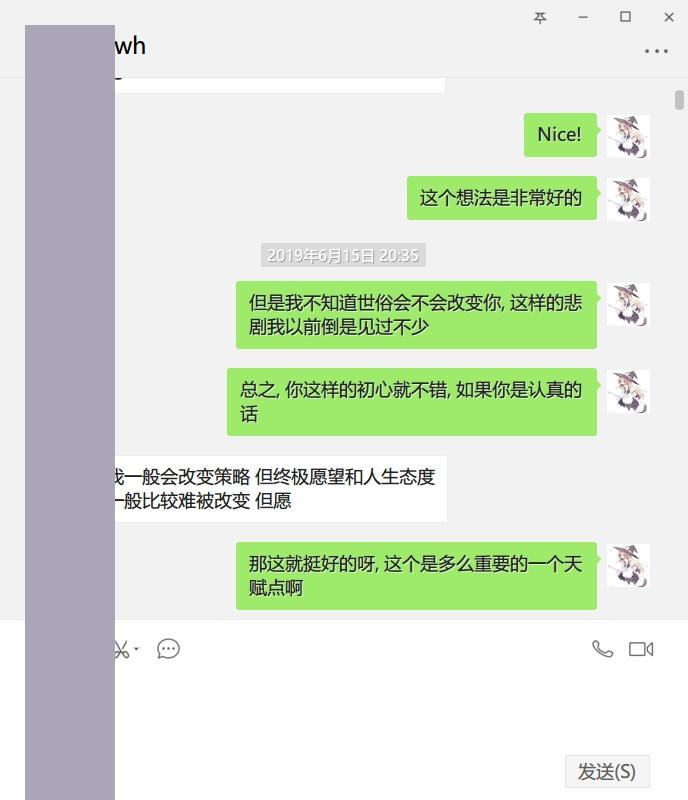 wh
Nice!
这个想法是非常好的
2019年6月15日 20:35
但是我不知道世俗会不会改变你, 这样的悲
剧我以前倒是见过不少
总之, 你这样的初心就不错, 如果你是认真的
话
我一般会改变策略 但终极愿望和人生态度
一般比较难被改变 但愿
那这就挺好的呀, 这个是多么重要的一个天
赋点啊
发送(S)